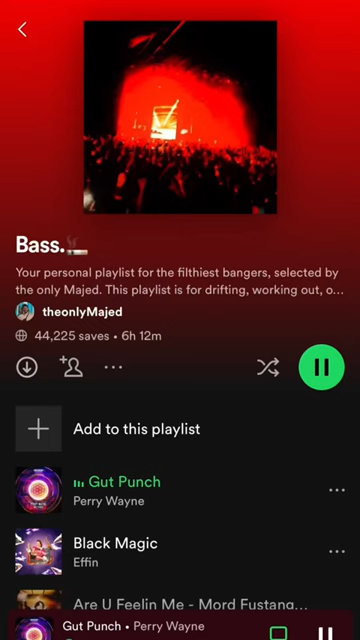 Bass.🚬
Your personal playlist for the filthiest bangers, selected by
the only Majed. This playlist is for drifting, working out, o...
theonlyMajed
44,225 saves • 6h 12m
Add to this playlist
Gut Punch
Perry Wayne
Black Magic
Effin
Are U Feelin Me - Mord Fustang...
Gut Punch • Perry Wayne